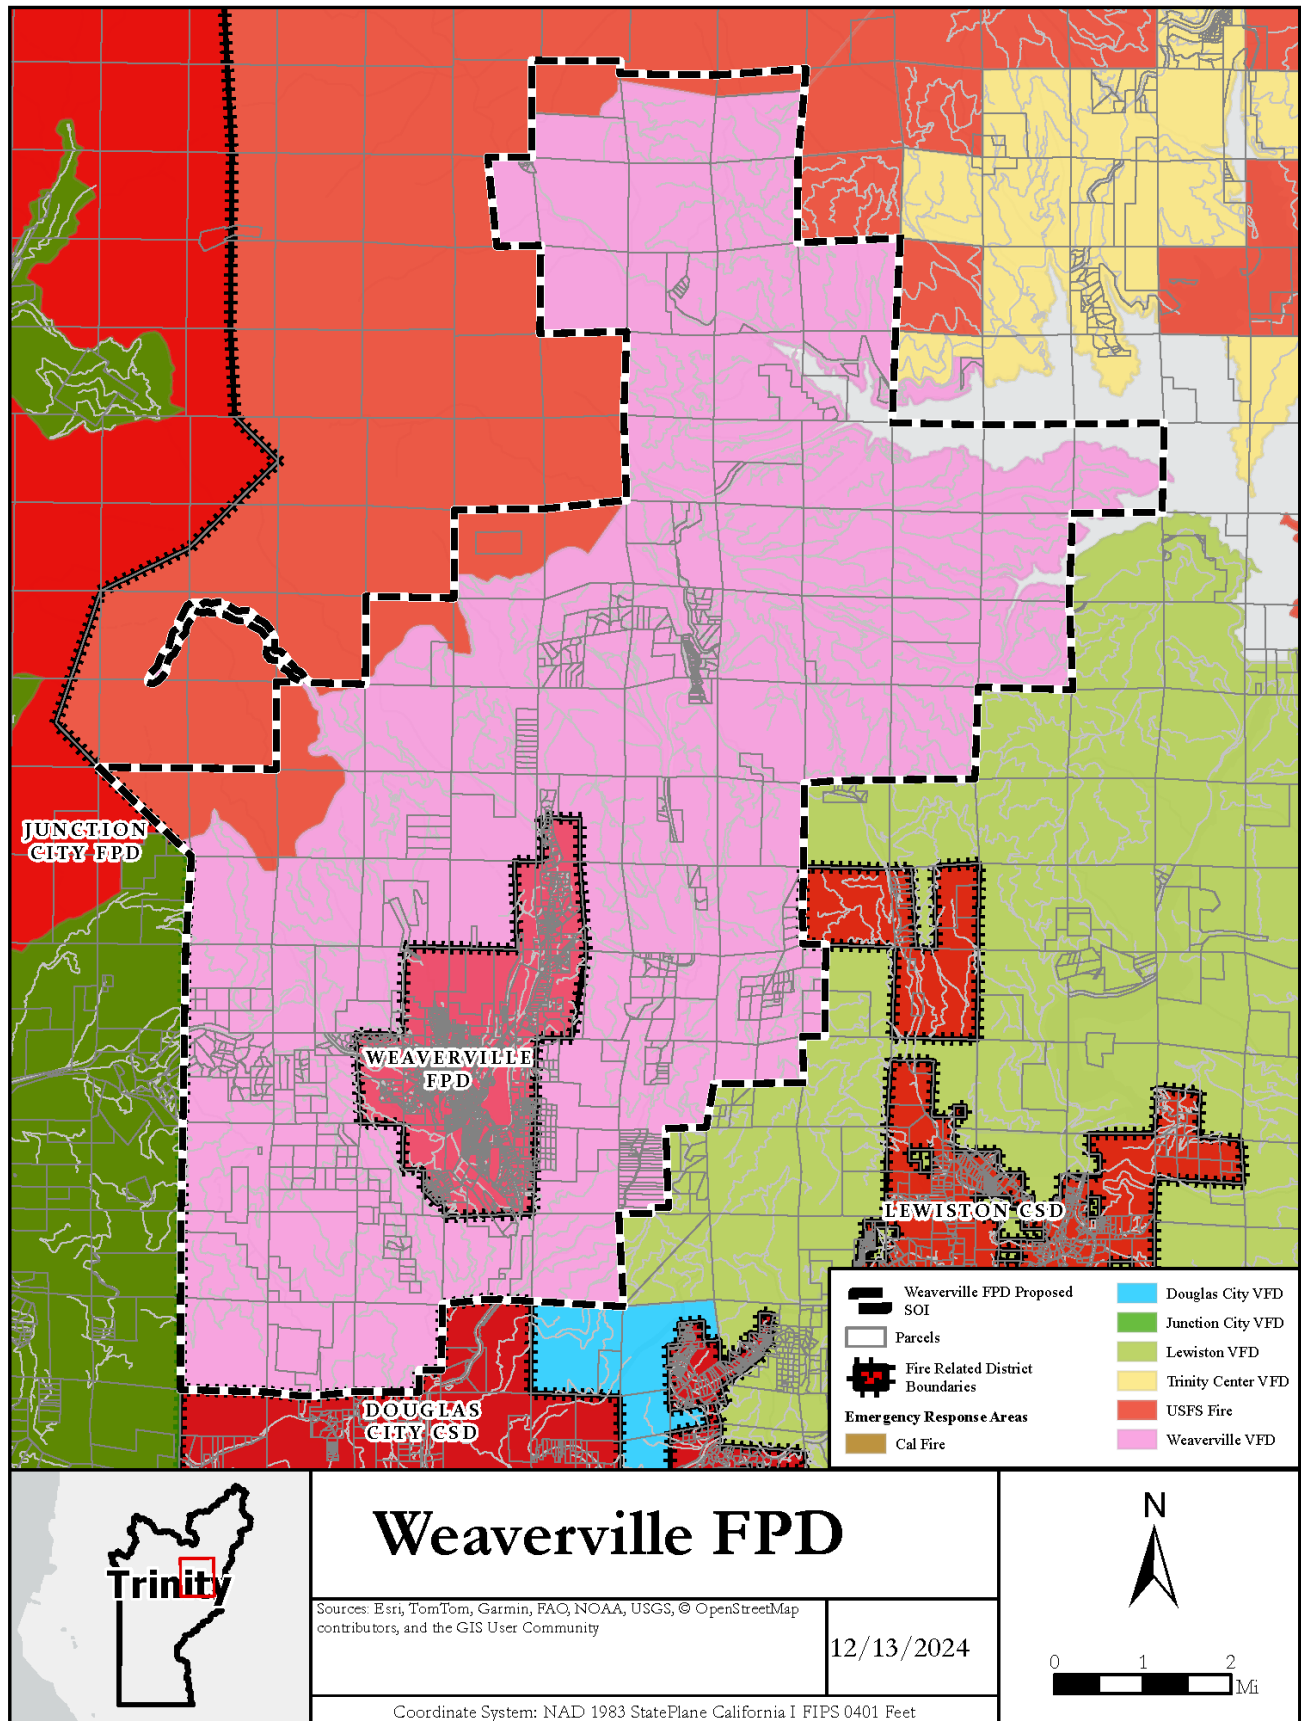 JUNCTION
CITY FPD
WEAVERVILLE
FPD
LEWISTON CSD
DOUGLAS
CITY CSD
Weaverville FPD Proposed
SOI
Parcels
Fire Related District
Boundaries
Emergency Response Areas
Cal Fire
Douglas City VFD
Junction City VFD
Lewiston VFD
Trinity Center VFD
USFS Fire
Weaverville VFD
Trinity
Weaverville FPD
Sources: Esri, TomTom, Garmin, FAO, NOAA, USGS, © OpenStreetMap
contributors, and the GIS User Community
12/13/2024
Coordinate System: NAD 1983 StatePlane California I FIPS 0401 Feet
N
0 1 2
Mi